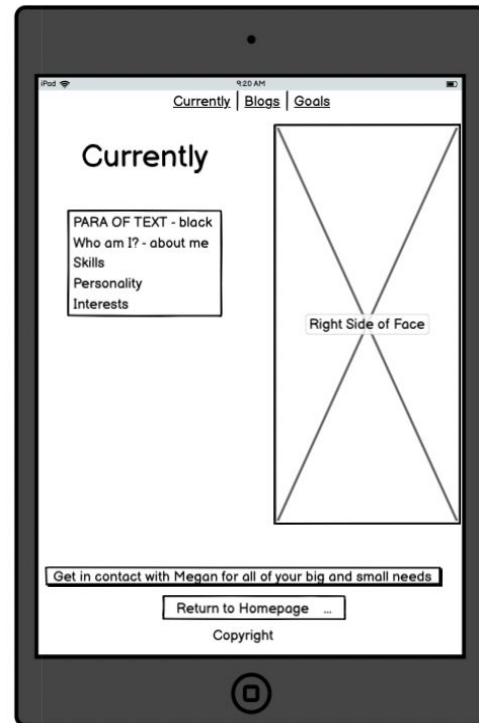 iPad 9:20 AM
Currently | Blogs | Goals
Currently
PARA OF TEXT - black
Who am I? - about me
Skills
Personality
Interests
Right Side of Face
Get in contact with Megan for all of your big and small needs
Return to Homepage ...
Copyright